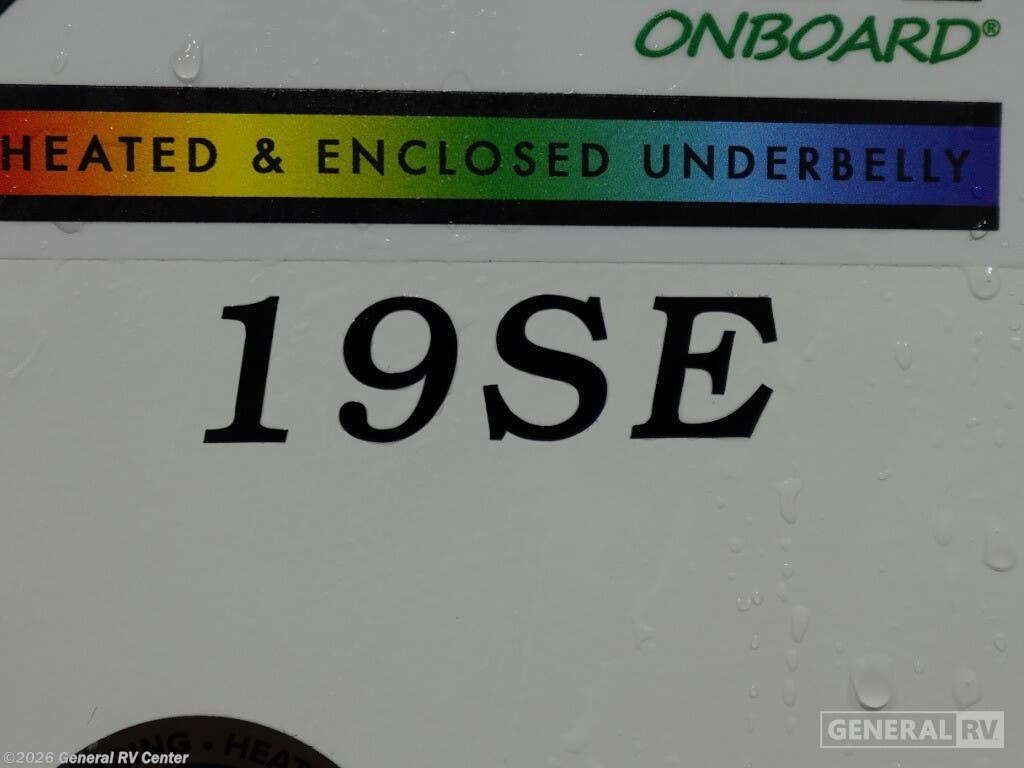 ONBOARD®
HEATED & ENCLOSED UNDERBELLY
19SE
GENERAL RV
©2026 General RV Center